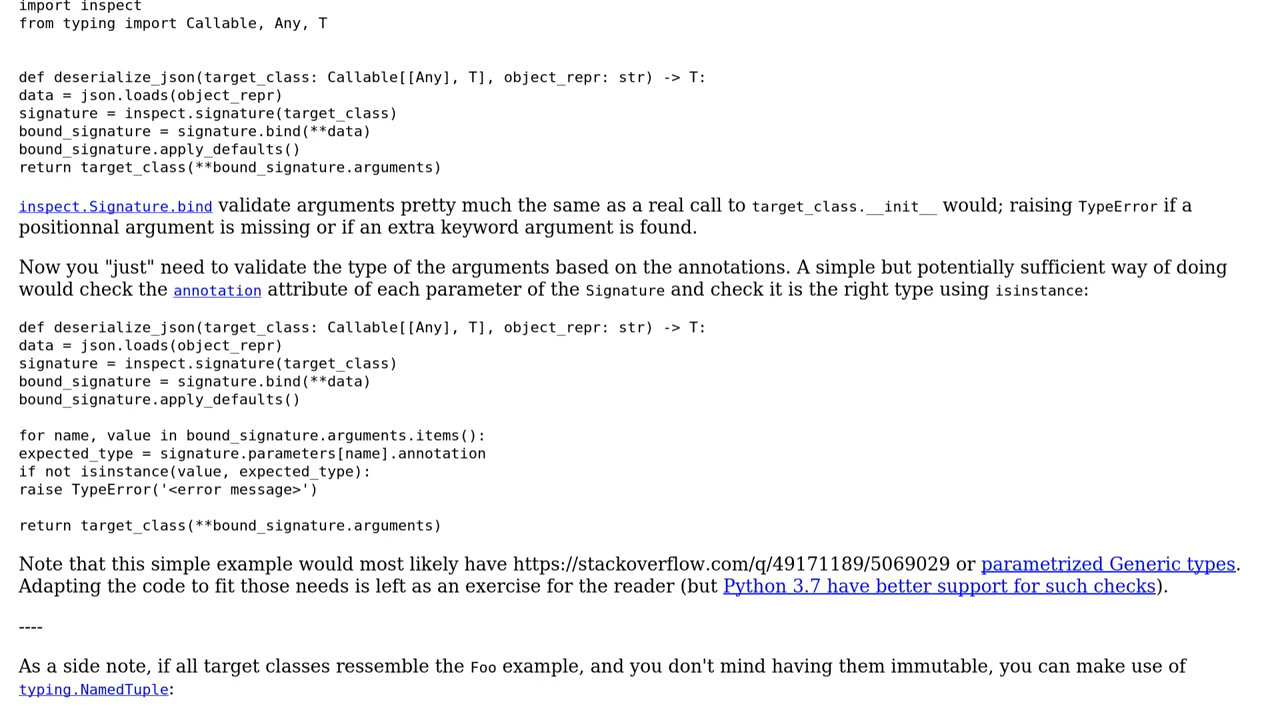 import inspect
from typing import Callable, Any, T
def deserialize_json(target_class: Callable[[Any], T], object_repr: str) -> T:
data = json.loads(object_repr)
signature = inspect.signature(target_class)
bound_signature = signature.bind(**data)
bound_signature.apply_defaults()
return target_class(**bound_signature.arguments)
inspect.Signature.bind validate arguments pretty much the same as a real call to target_class.__init__ would; raising TypeError if a
positionnal argument is missing or if an extra keyword argument is found.
Now you "just" need to validate the type of the arguments based on the annotations. A simple but potentially sufficient way of doing
would check the annotation attribute of each parameter of the Signature and check it is the right type using isinstance:
def deserialize_json(target_class: Callable[[Any], T], object_repr: str) -> T:
data = json.loads(object_repr)
signature = inspect.signature(target_class)
bound_signature = signature.bind(**data)
bound_signature.apply_defaults()
for name, value in bound_signature.arguments.items():
expected_type = signature.parameters[name].annotation
if not isinstance(value, expected_type):
raise TypeError('<error message>')
return target_class(**bound_signature.arguments)
Note that this simple example would most likely have https://stackoverflow.com/q/49171189/5069029 or parametrized Generic types.
Adapting the code to fit those needs is left as an exercise for the reader (but Python 3.7 have better support for such checks).
----
As a side note, if all target classes ressemble the Foo example, and you don't mind having them immutable, you can make use of
typing.NamedTuple: